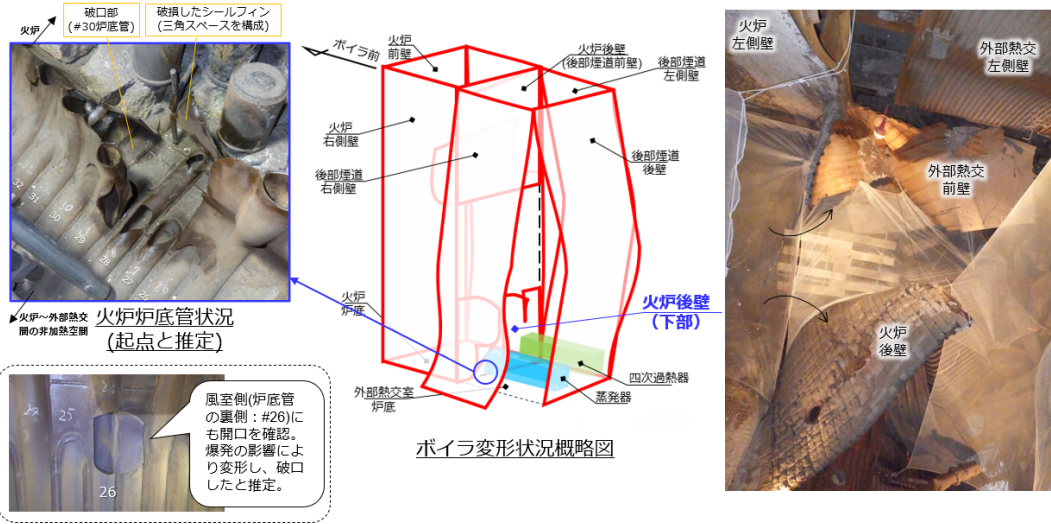 火炉
破口部
(#30炉底管)
破損したシールフィン
(三角スペースを構成)
32
31
30
29
28
27
26
火炉～外部熱交
間の非加熱空間
火炉炉底管状況
(起点と推定)
25
26
風室側(炉底管
の裏側：#26)に
も開口を確認。
爆発の影響によ
り変形し、破口
したと推定。
ボイラ前
火炉
前壁
火炉後壁
(後部煙道前壁)
後部煙道
左側壁
火炉
右側壁
後部煙道
右側壁
後部煙道
後壁
火炉
炉底
火炉後壁
（下部）
外部熱交室
炉底
四次過熱器
蒸発器
ボイラ変形状況概略図
火炉
左側壁
外部熱交
左側壁
外部熱交
前壁
火炉
後壁